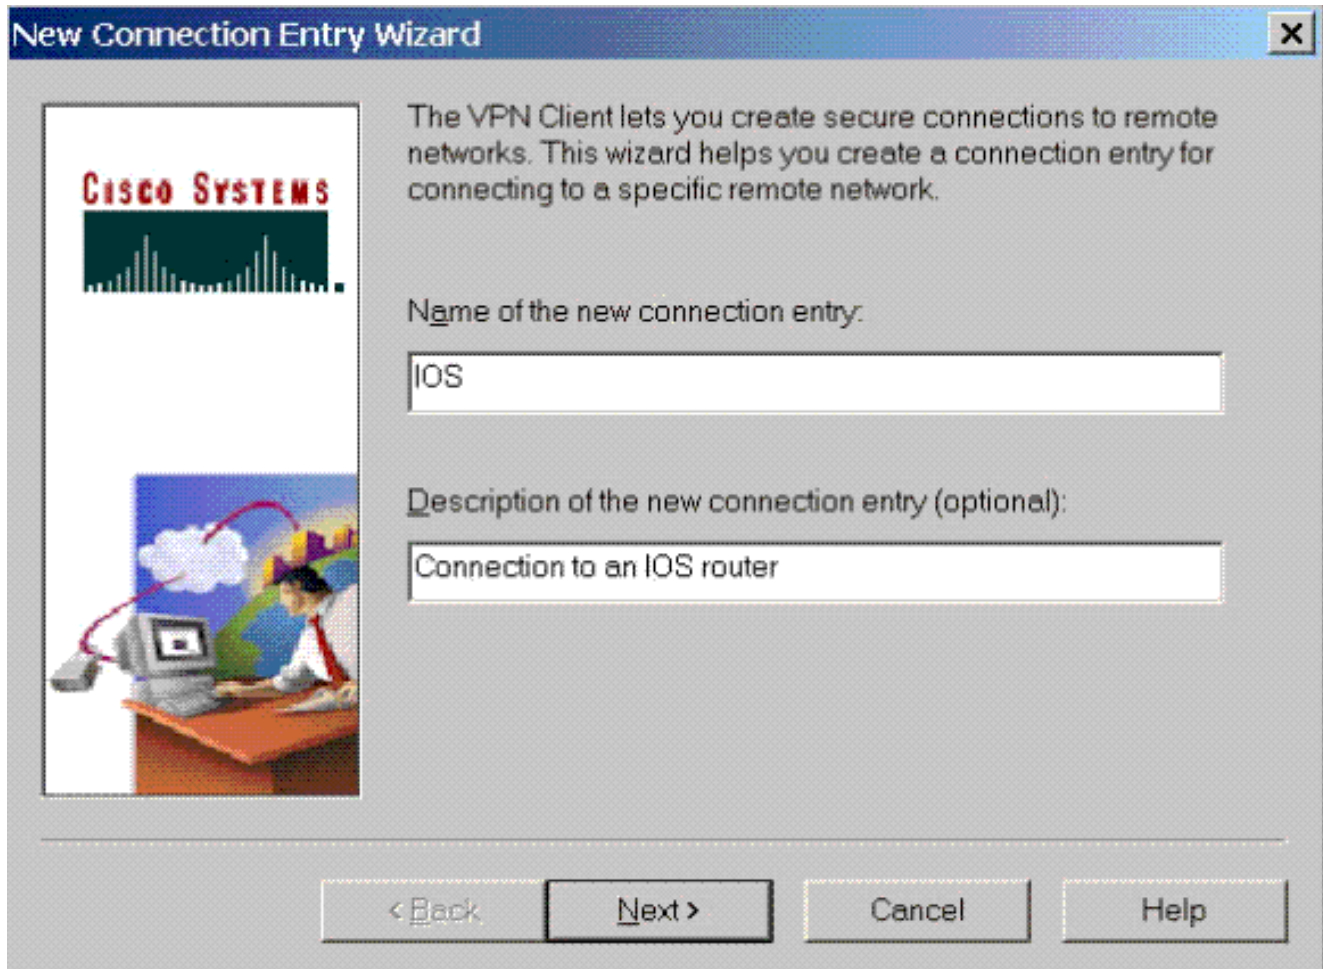 New Connection Entry Wizard
CISCO SYSTEMS
The VPN Client lets you create secure connections to remote
networks. This wizard helps you create a connection entry for
connecting to a specific remote network.
Name of the new connection entry:
IOS
Description of the new connection entry (optional):
Connection to an IOS router
< Back
Next >
Cancel
Help